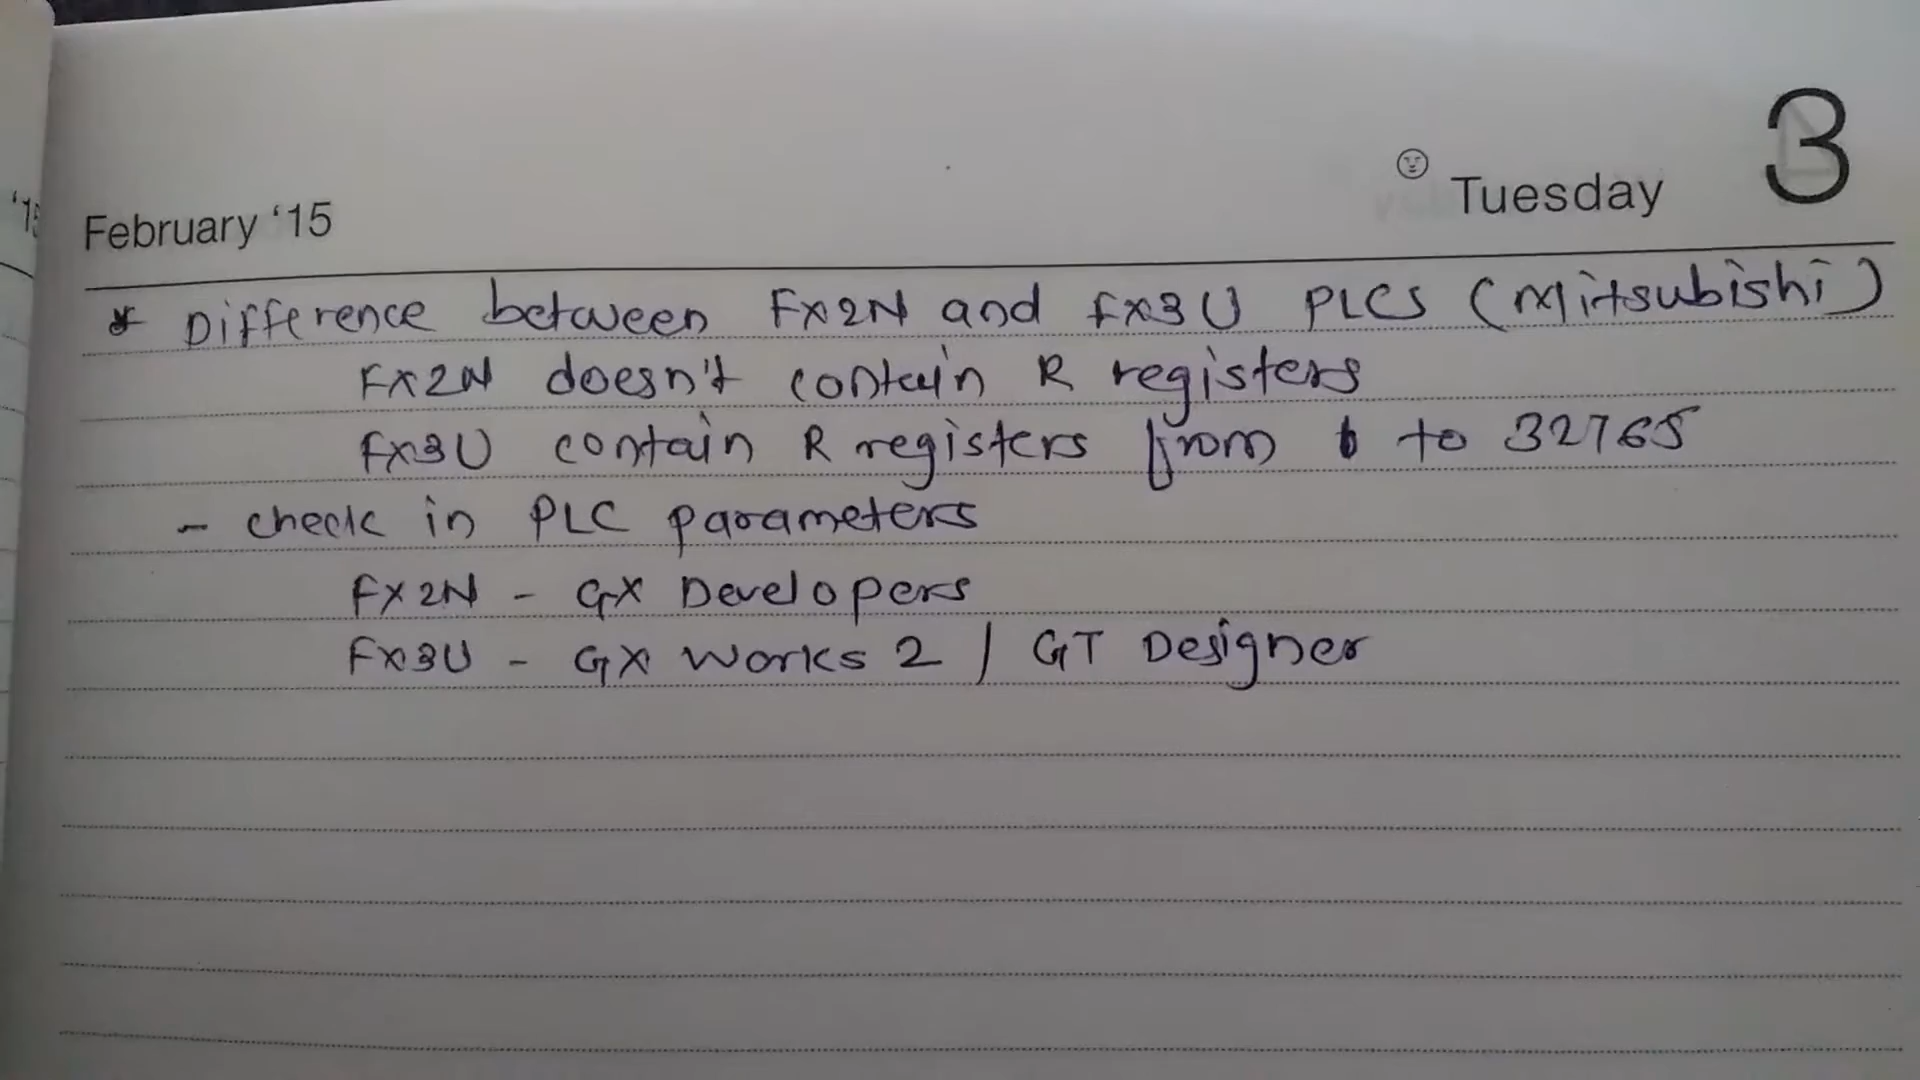 '15
February '15
Tuesday 3
* Difference between FX2N and FX3U PLCS (Mitsubishi)
FX2N doesn't contain R registers
FX3U contain R registers from to 32765
- check in PLC parameters
FX2N - GX Developers
FX3U - GX Works 2 / GT Designer